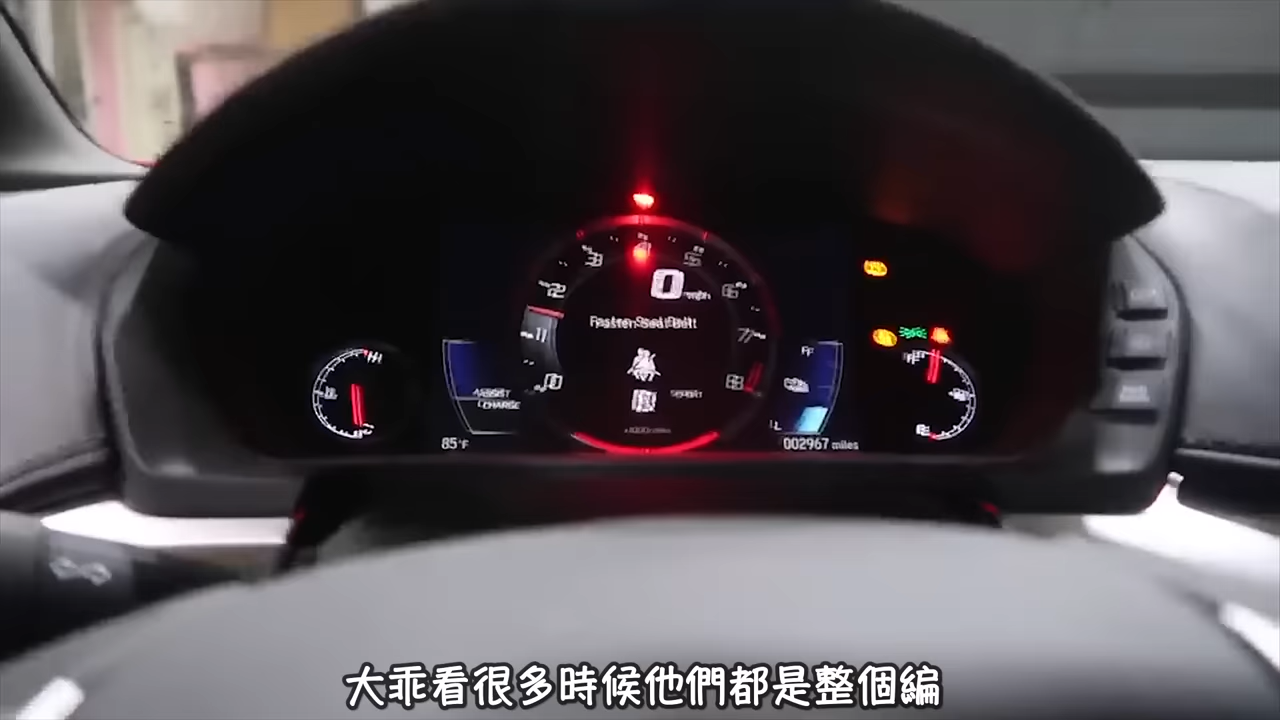 0 mph
Fasten Seat Belt
ASSIST
CHARGE
85°F
002967 miles
大乖看很多時候他們都是整個編